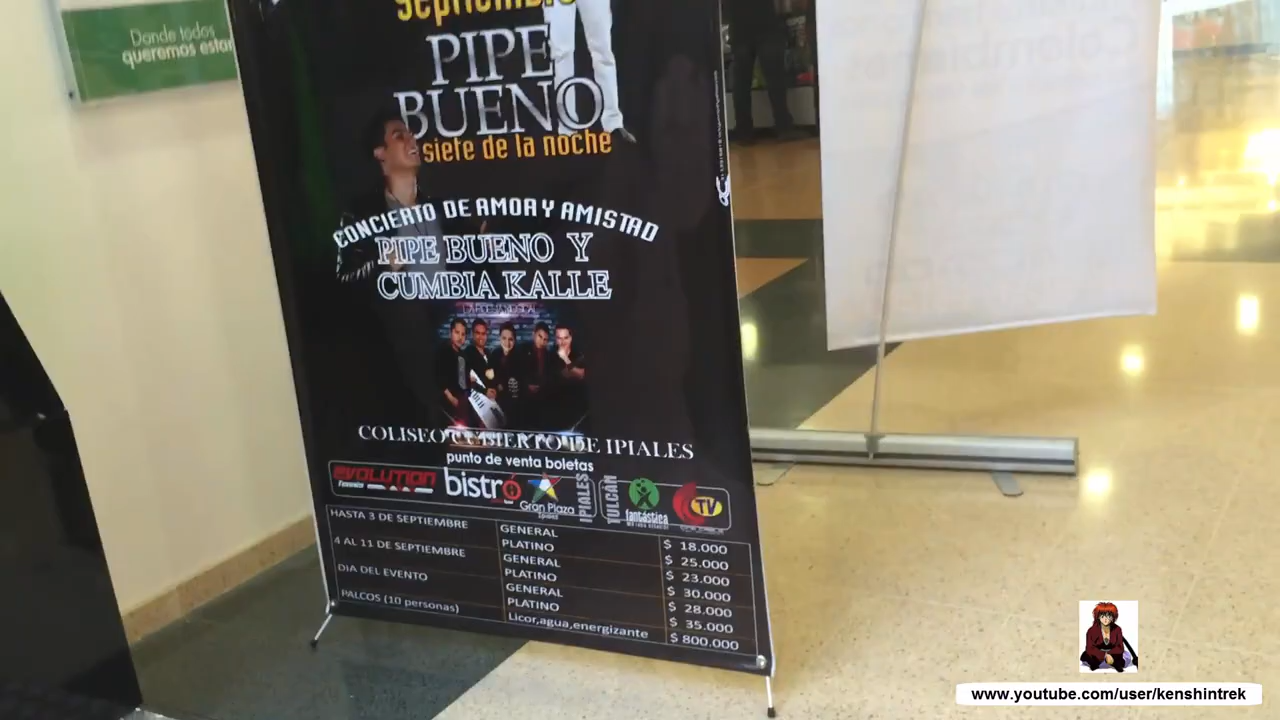 Donde todos
queremos estar
septiembre
PIPE
BUENO
siete de la noche
CONCIERTO DE AMOR Y AMISTAD
PIPE BUENO Y
CUMBIA KALLE
COLISEO CUBIERTO DE IPIALES
punto de venta boletas
EVOLUTION
bistró
Gran Plaza
Ipiales
IPIALES
TULCÁN
fantástica
TV
HASTA 3 DE SEPTIEMBRE GENERAL $ 18.000
PLATINO $ 25.000
4 AL 11 DE SEPTIEMBRE GENERAL $ 23.000
PLATINO $ 30.000
DIA DEL EVENTO GENERAL $ 28.000
PLATINO $ 35.000
PALCOS (10 personas) Licor,agua,energizante $ 800.000
www.youtube.com/user/kenshintrek